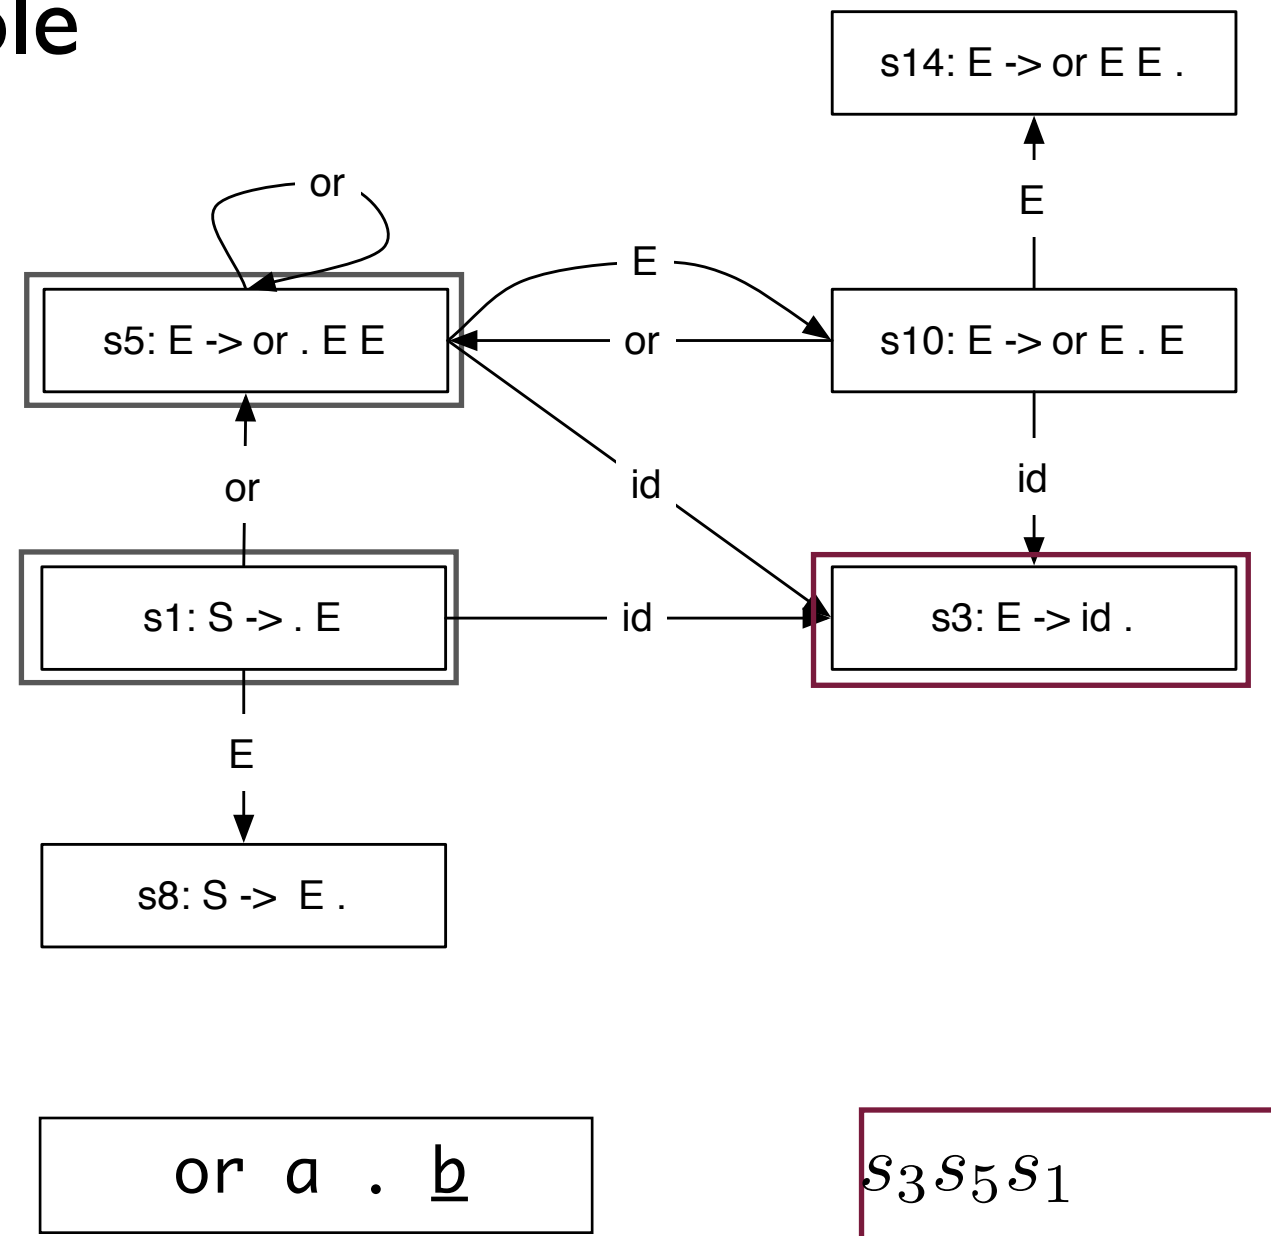 ole
s14: E -> or E E .
or
E
E
s5: E -> or . E E
or
s10: E -> or E . E
or
id
id
s1: S -> . E
id
s3: E -> id .
E
s8: S ->  E .
or a . b
s₃s₅s₁